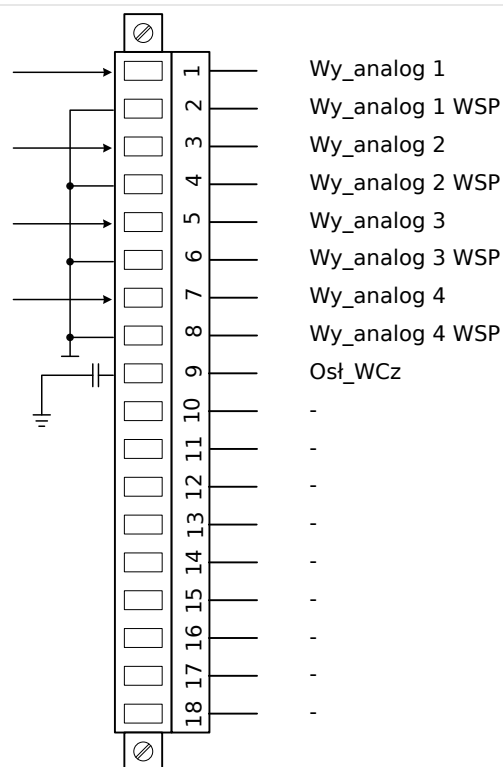 1 Wy_analog 1
2 Wy_analog 1 WSP
3 Wy_analog 2
4 Wy_analog 2 WSP
5 Wy_analog 3
6 Wy_analog 3 WSP
7 Wy_analog 4
8 Wy_analog 4 WSP
9 Osł_WCz
10 -
11 -
12 -
13 -
14 -
15 -
16 -
17 -
18 -